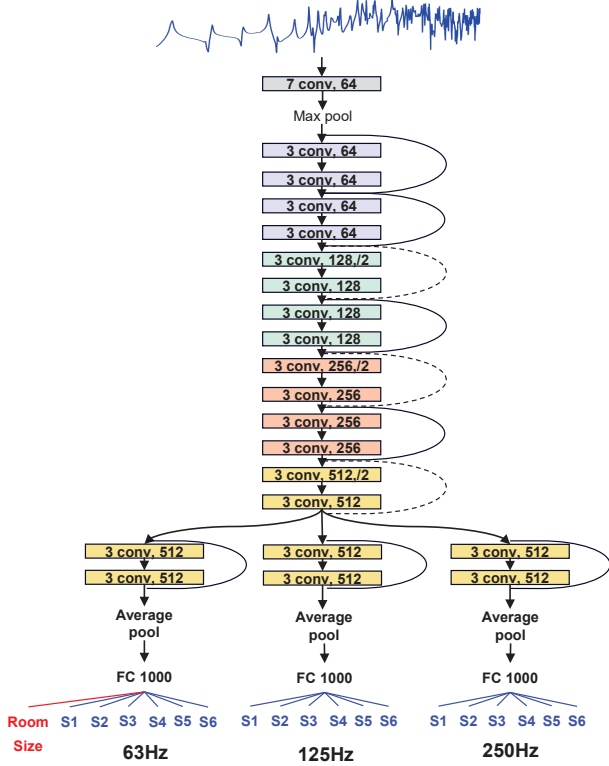 7 conv, 64
Max pool
3 conv, 64
3 conv, 64
3 conv, 64
3 conv, 64
3 conv, 128,/2
3 conv, 128
3 conv, 128
3 conv, 128
3 conv, 256,/2
3 conv, 256
3 conv, 256
3 conv, 256
3 conv, 512,/2
3 conv, 512
3 conv, 512 3 conv, 512 3 conv, 512
3 conv, 512 3 conv, 512 3 conv, 512
Average Average Average
pool pool pool
FC 1000 FC 1000 FC 1000
Room S1 S2 S3 S4 S5 S6 S1 S2 S3 S4 S5 S6 S1 S2 S3 S4 S5 S6
Size 63Hz 125Hz 250Hz